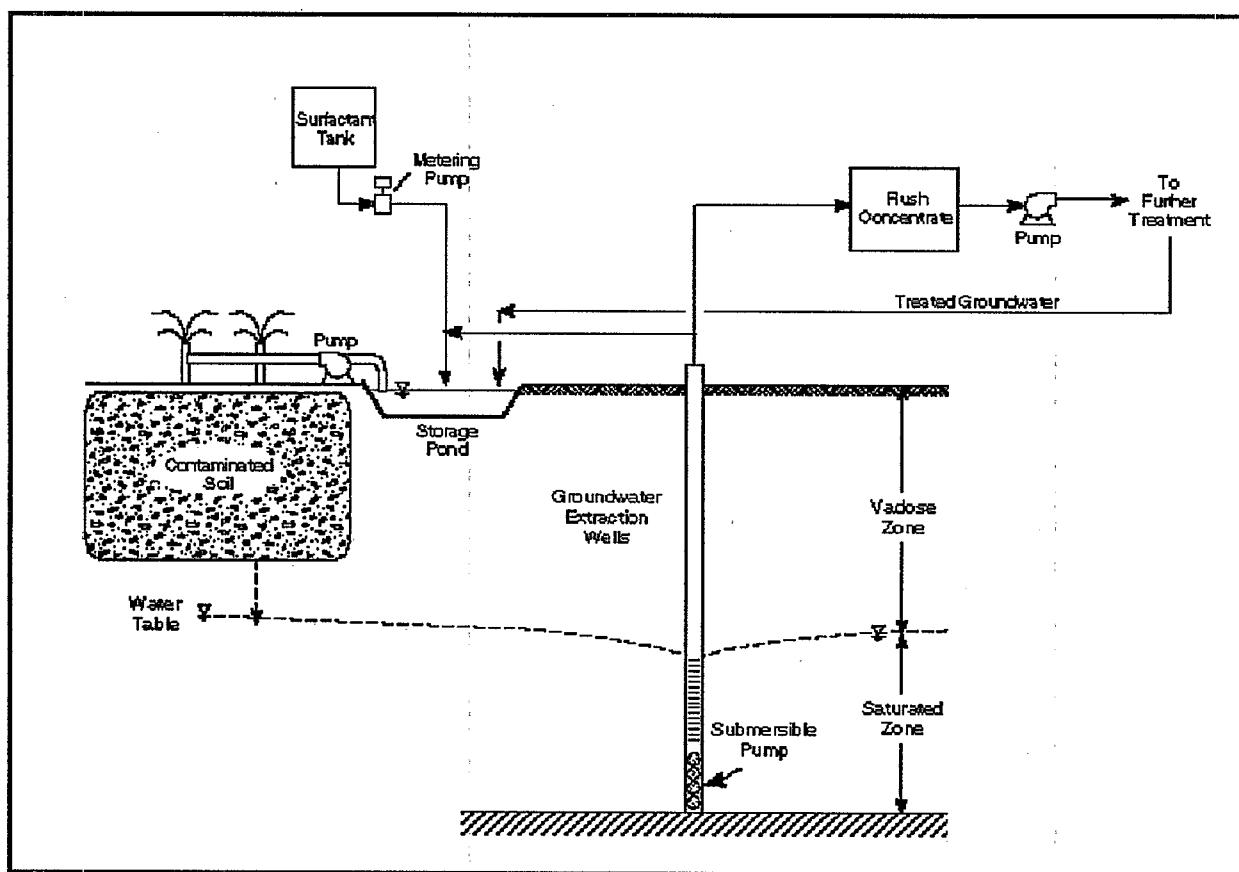 Surfactant
Tank
Metering
Pump
Flush
Concentrate
Pump
To
Further
Treatment
Treated Groundwater
Pump
Storage
Pond
Contaminated
Soil
Groundwater
Extraction
Wells
Vadose
Zone
Water
Table
Saturated
Zone
Submersible
Pump